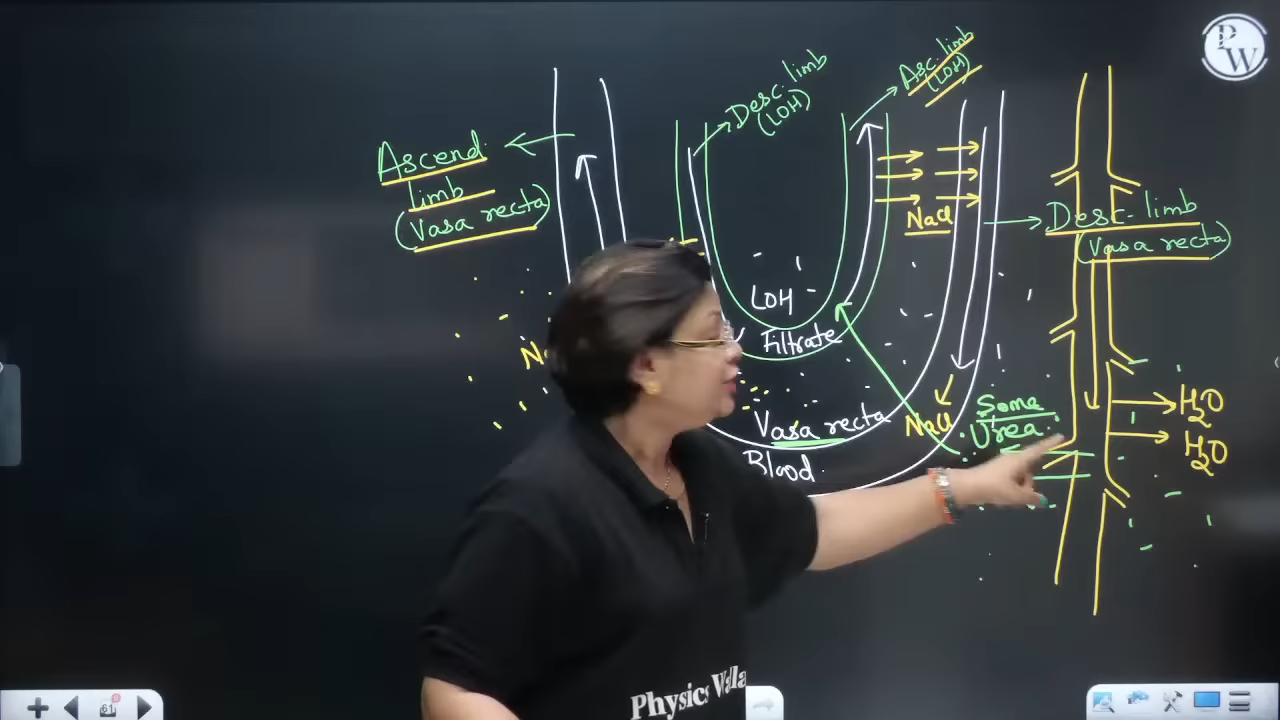 Desc. limb
(LOH)
Asc. limb
(LOH)
Ascend.
limb
(Vasa recta)
NaCl
Desc. limb
(Vasa recta)
LOH
Filtrate
Vasa recta
Blood
NaCl
Some
Urea
H2O
H2O
PW
Physics Wallah
61